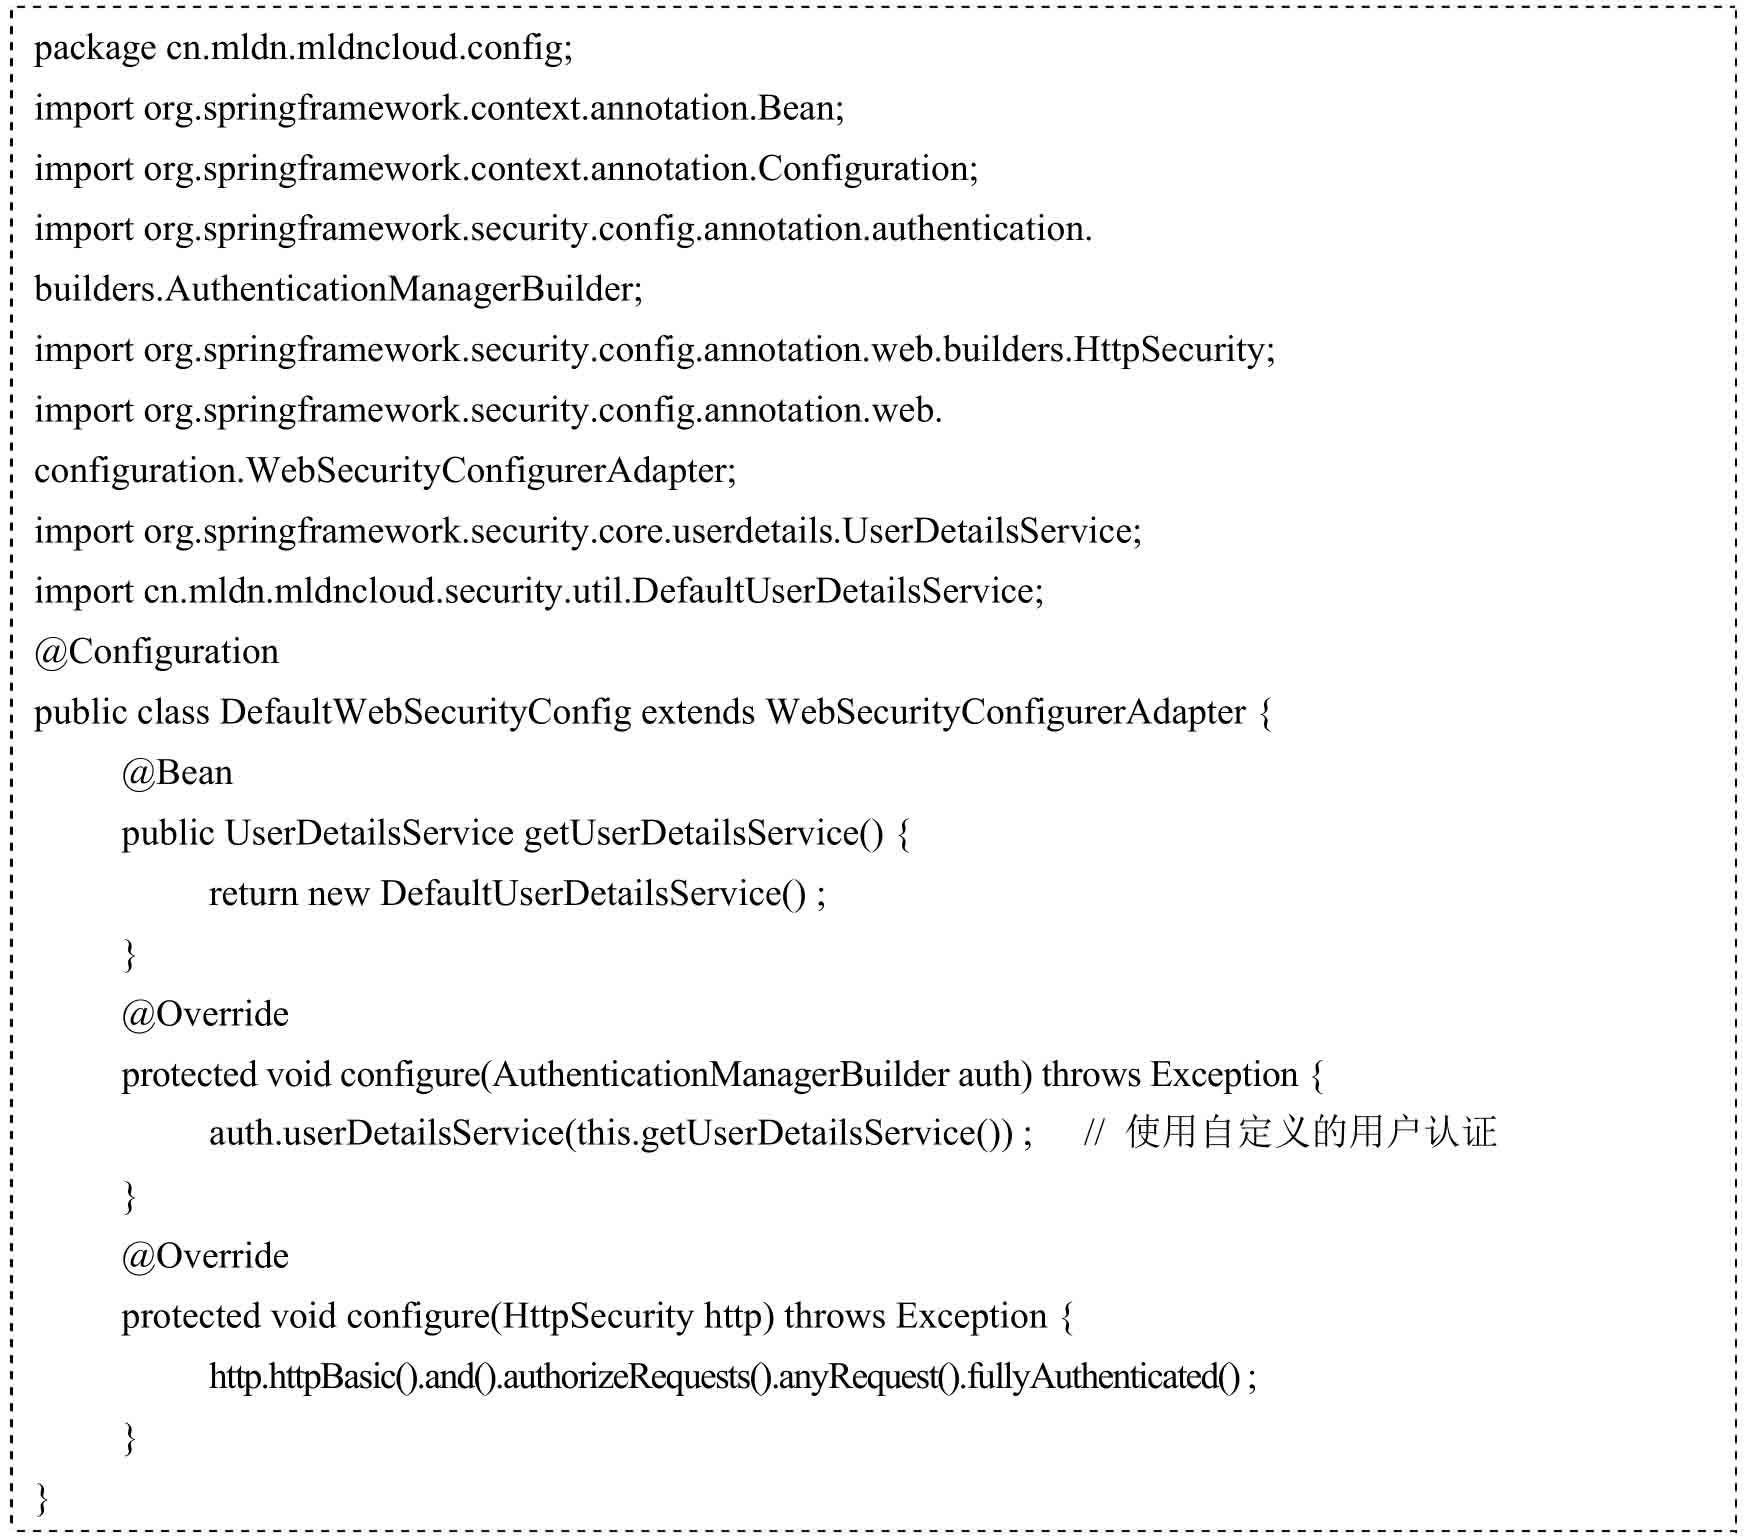 package cn.mldn.mldncloud.config;
import org.springframework.context.annotation.Bean;
import org.springframework.context.annotation.Configuration;
import org.springframework.security.config.annotation.authentication.
builders.AuthenticationManagerBuilder;
import org.springframework.security.config.annotation.web.builders.HttpSecurity;
import org.springframework.security.config.annotation.web.
configuration.WebSecurityConfigurerAdapter;
import org.springframework.security.core.userdetails.UserDetailsService;
import cn.mldn.mldncloud.security.util.DefaultUserDetailsService;
@Configuration
public class DefaultWebSecurityConfig extends WebSecurityConfigurerAdapter {
@Bean
public UserDetailsService getUserDetailsService() {
return new DefaultUserDetailsService() ;
}
@Override
protected void configure(AuthenticationManagerBuilder auth) throws Exception {
auth.userDetailsService(this.getUserDetailsService()) ; // 使用自定义的用户认证
}
@Override
protected void configure(HttpSecurity http) throws Exception {
http.httpBasic().and().authorizeRequests().anyRequest().fullyAuthenticated() ;
}
}